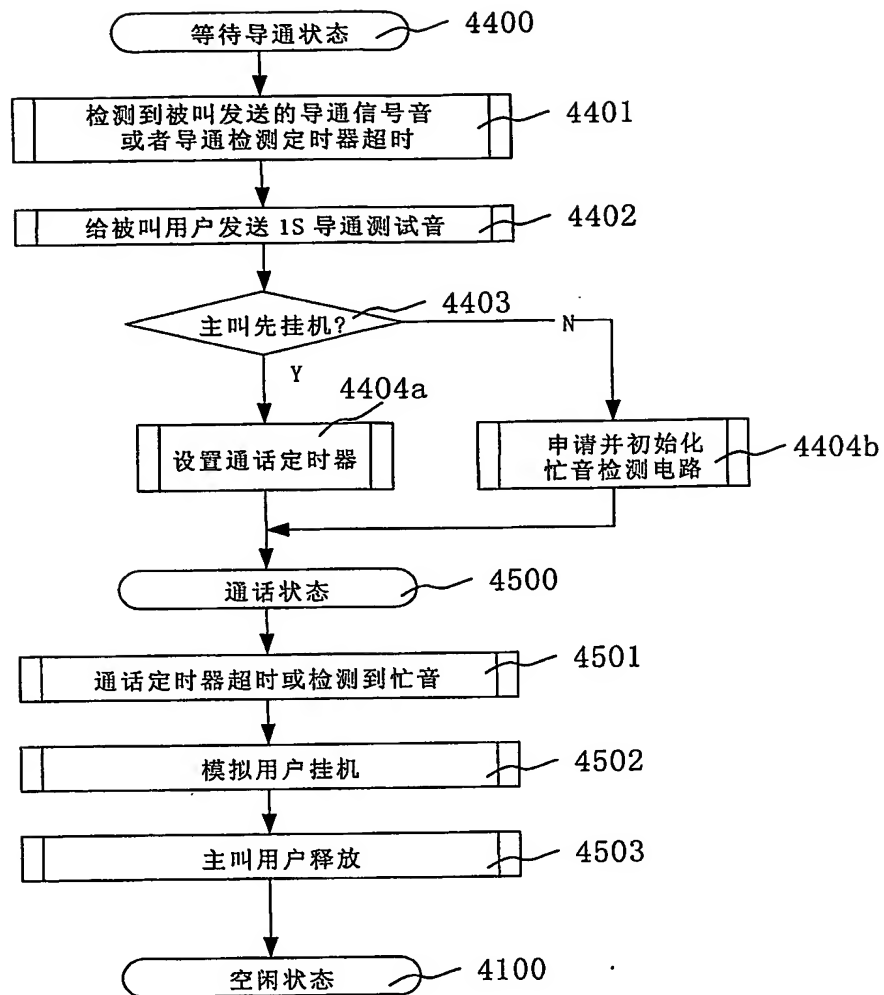 等待导通状态
4400
检测到被叫发送的导通信号音
或者导通检测定时器超时
4401
给被叫用户发送 1S 导通测试音
4402
主叫先挂机?
4403
N
Y
4404a
设置通话定时器
申请并初始化
忙音检测电路
4404b
通话状态
4500
通话定时器超时或检测到忙音
4501
模拟用户挂机
4502
主叫用户释放
4503
空闲状态
4100